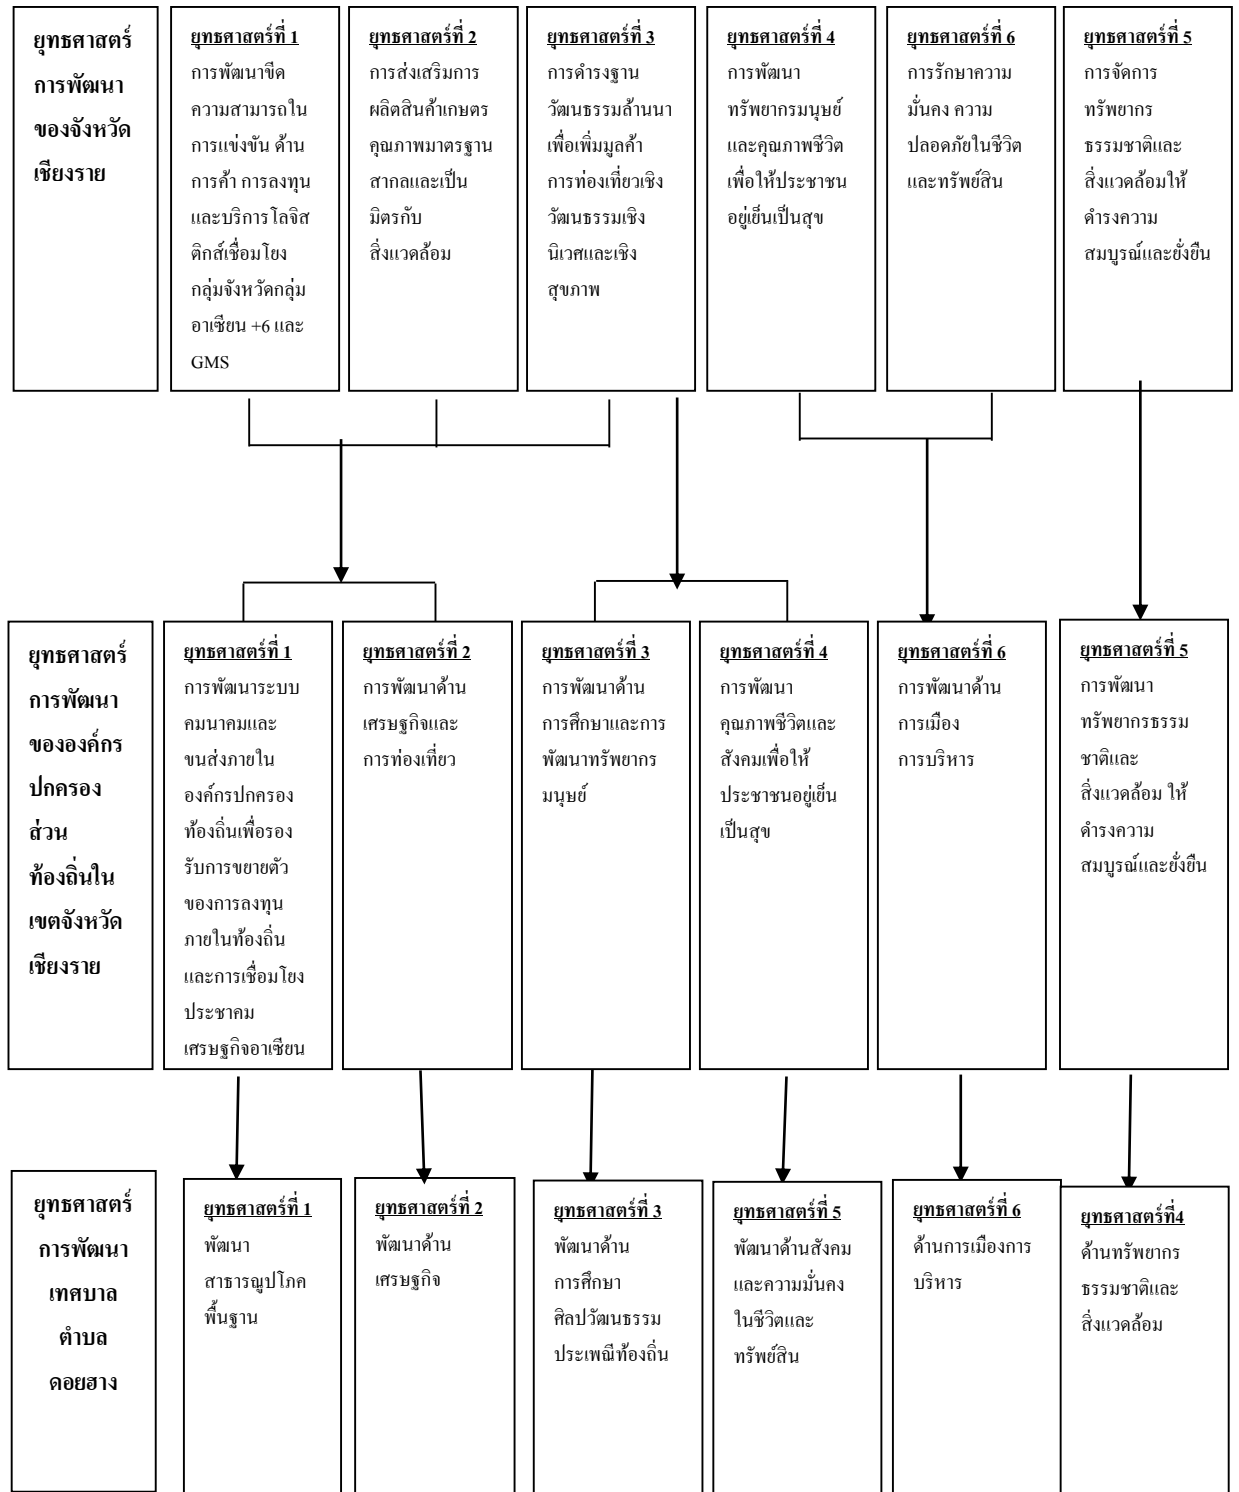 ยุทธศาสตร์
การพัฒนา
ของจังหวัด
เชียงราย
ยุทธศาสตร์ที่ 1
การพัฒนาขีด
ความสามารถใน
การแข่งขัน ด้าน
การค้า การลงทุน
และบริการโลจิส
ติกส์เชื่อมโยง
กลุ่มจังหวัดกลุ่ม
อาเซียน +6 และ
GMS
ยุทธศาสตร์ที่ 2
การส่งเสริมการ
ผลิตสินค้าเกษตร
คุณภาพมาตรฐาน
สากลและเป็น
มิตรกับ
สิ่งแวดล้อม
ยุทธศาสตร์ที่ 3
การดำรงฐาน
วัฒนธรรมล้านนา
เพื่อเพิ่มมูลค้า
การท่องเที่ยวเชิง
วัฒนธรรมเชิง
นิเวศและเชิง
สุขภาพ
ยุทธศาสตร์ที่ 4
การพัฒนา
ทรัพยากรมนุษย์
และคุณภาพชีวิต
เพื่อให้ประชาชน
อยู่เย็นเป็นสุข
ยุทธศาสตร์ที่ 6
การรักษาความ
มั่นคง ความ
ปลอดภัยในชีวิต
และทรัพย์สิน
ยุทธศาสตร์ที่ 5
การจัดการ
ทรัพยากร
ธรรมชาติและ
สิ่งแวดล้อมให้
ดำรงความ
สมบูรณ์และยั่งยืน
ยุทธศาสตร์
การพัฒนา
ขององค์กร
ปกครอง
ส่วน
ท้องถิ่นใน
เขตจังหวัด
เชียงราย
ยุทธศาสตร์ที่ 1
การพัฒนาระบบ
คมนาคมและ
ขนส่งภายใน
องค์กรปกครอง
ท้องถิ่นเพื่อรอง
รับการขยายตัว
ของการลงทุน
ภายในท้องถิ่น
และการเชื่อมโยง
ประชาคม
เศรษฐกิจอาเซียน
ยุทธศาสตร์ที่ 2
การพัฒนาด้าน
เศรษฐกิจและ
การท่องเที่ยว
ยุทธศาสตร์ที่ 3
การพัฒนาด้าน
การศึกษาและการ
พัฒนาทรัพยากร
มนุษย์
ยุทธศาสตร์ที่ 4
การพัฒนา
คุณภาพชีวิตและ
สังคมเพื่อให้
ประชาชนอยู่เย็น
เป็นสุข
ยุทธศาสตร์ที่ 6
การพัฒนาด้าน
การเมือง
การบริหาร
ยุทธศาสตร์ที่ 5
การพัฒนา
ทรัพยากรธรรม
ชาติและ
สิ่งแวดล้อม ให้
ดำรงความ
สมบูรณ์และยั่งยืน
ยุทธศาสตร์
การพัฒนา
เทศบาล
ตำบล
ดอยฮาง
ยุทธศาสตร์ที่ 1
พัฒนา
สาธารณูปโภค
พื้นฐาน
ยุทธศาสตร์ที่ 2
พัฒนาด้าน
เศรษฐกิจ
ยุทธศาสตร์ที่ 3
พัฒนาด้าน
การศึกษา
ศิลปวัฒนธรรม
ประเพณีท้องถิ่น
ยุทธศาสตร์ที่ 5
พัฒนาด้านสังคม
และความมั่นคง
ในชีวิตและ
ทรัพย์สิน
ยุทธศาสตร์ที่ 6
ด้านการเมืองการ
บริหาร
ยุทธศาสตร์ที่4
ด้านทรัพยากร
ธรรมชาติและ
สิ่งแวดล้อม